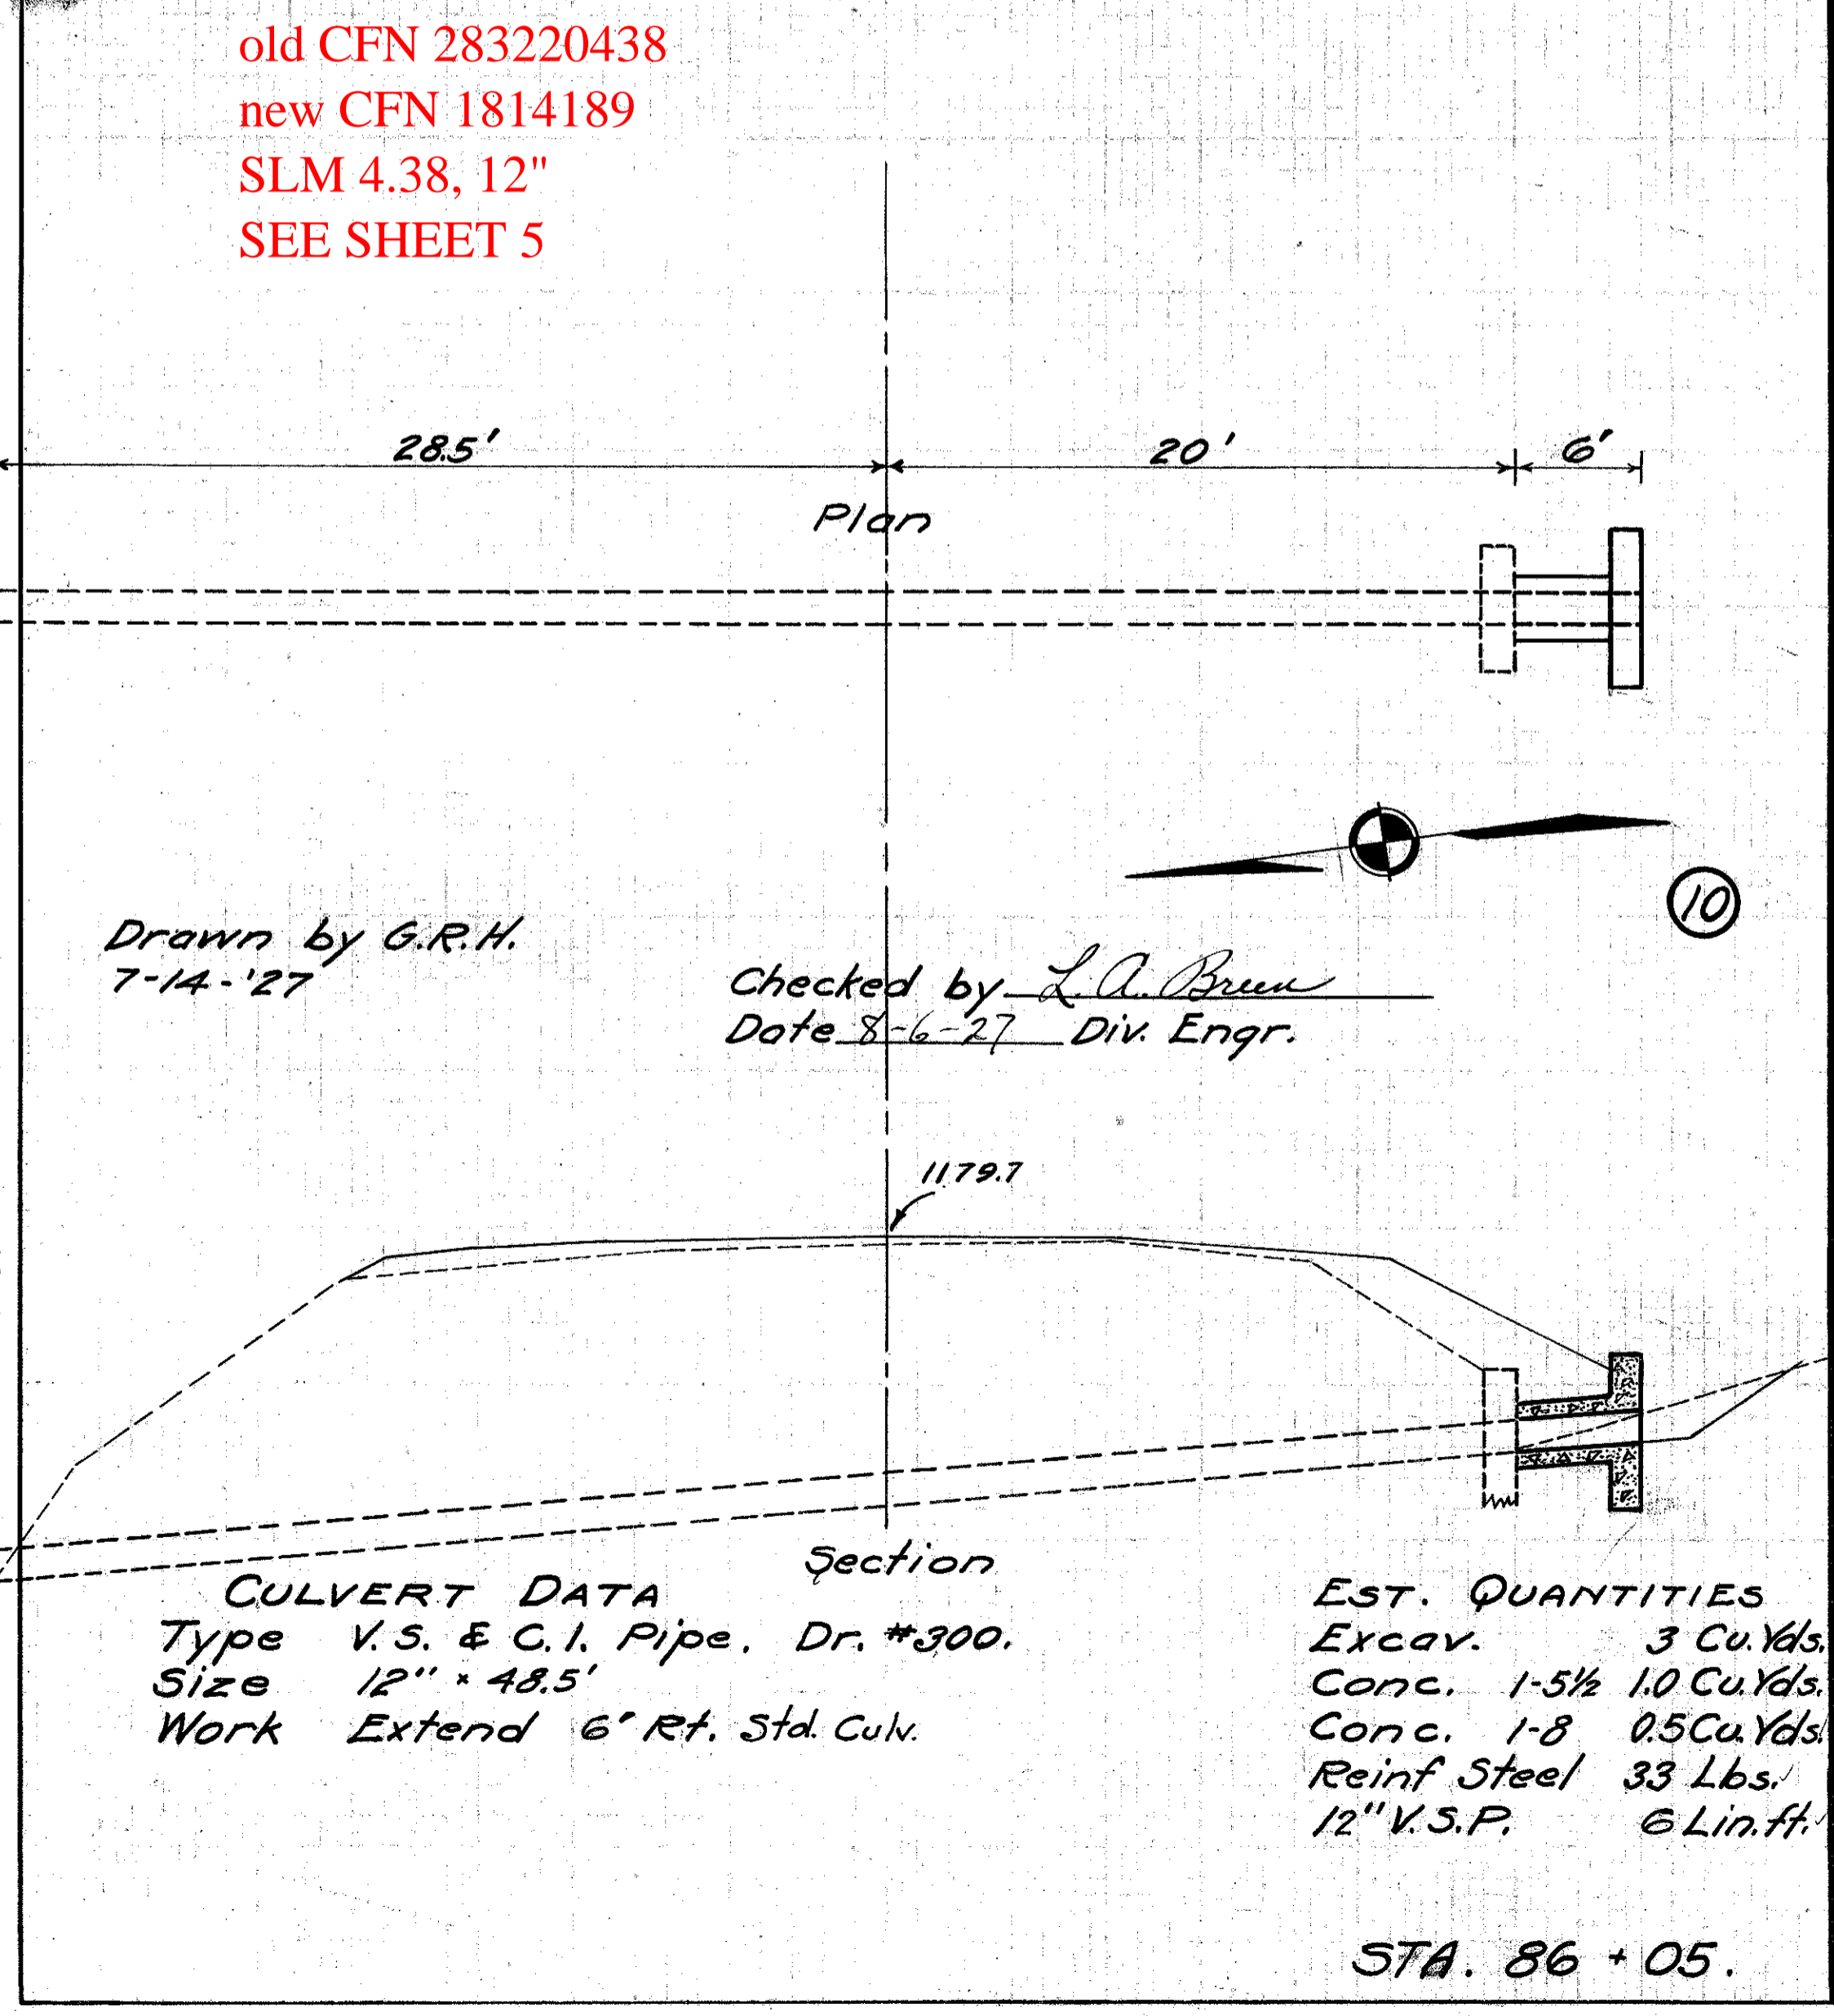 old CFN 283220438
new CFN 1814189
SLM 4.38, 12"
SEE SHEET 5
28.5' 20' 6'
Plan
10
Drawn by G.R.H.
7-14-'27
Checked by L. A. Breen
Date 8-6-27 Div. Engr.
1179.7
Section
CULVERT DATA
Type V.S. & C.I. Pipe. Dr. #300.
Size 12" x 48.5'
Work Extend 6' Rt. Std. Culv.
EST. QUANTITIES
Excav. 3 Cu.Yds.
Conc. 1-5½ 1.0 Cu.Yds.
Conc. 1-8 0.5 Cu.Yds.
Reinf Steel 33 Lbs.
12" V.S.P. 6 Lin.ft.
STA. 86 + 05.